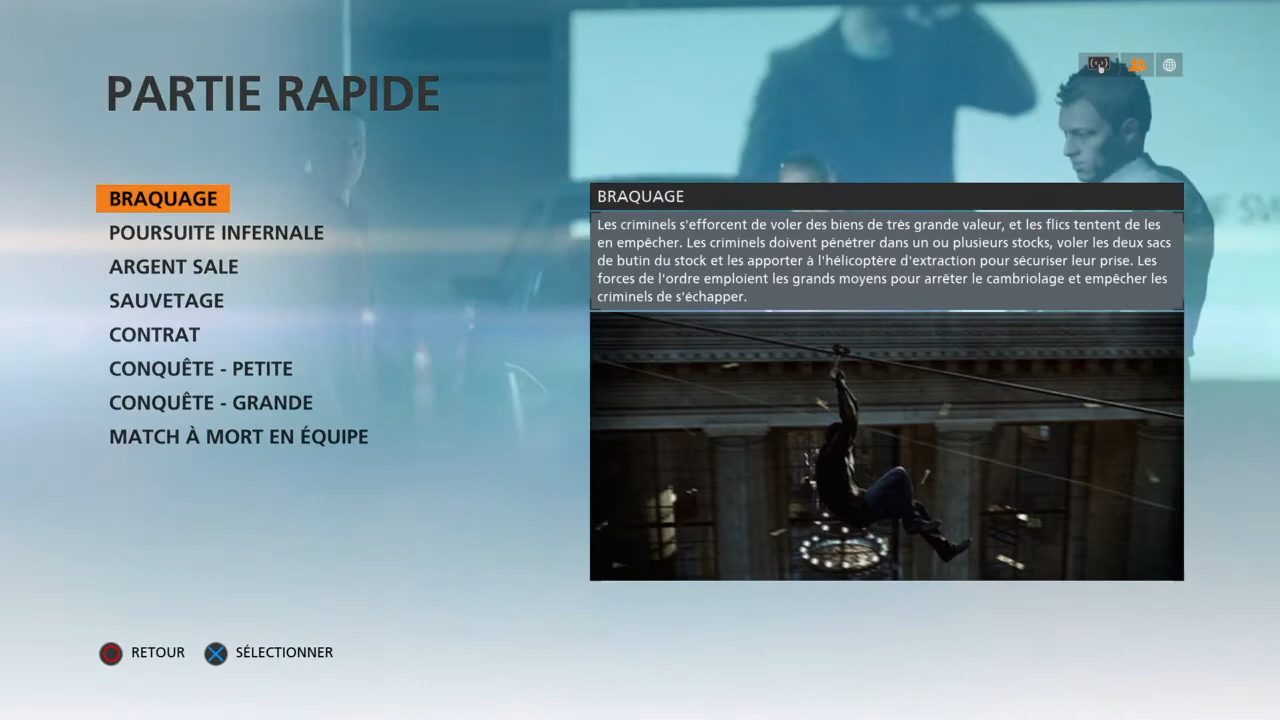 PARTIE RAPIDE
BRAQUAGE
POURSUITE INFERNALE
ARGENT SALE
SAUVETAGE
CONTRAT
CONQUÊTE - PETITE
CONQUÊTE - GRANDE
MATCH À MORT EN ÉQUIPE
BRAQUAGE
Les criminels s'efforcent de voler des biens de très grande valeur, et les flics tentent de les
en empêcher. Les criminels doivent pénétrer dans un ou plusieurs stocks, voler les deux sacs
de butin du stock et les apporter à l'hélicoptère d'extraction pour sécuriser leur prise. Les
forces de l'ordre emploient les grands moyens pour arrêter le cambriolage et empêcher les
criminels de s'échapper.
RETOUR
SÉLECTIONNER